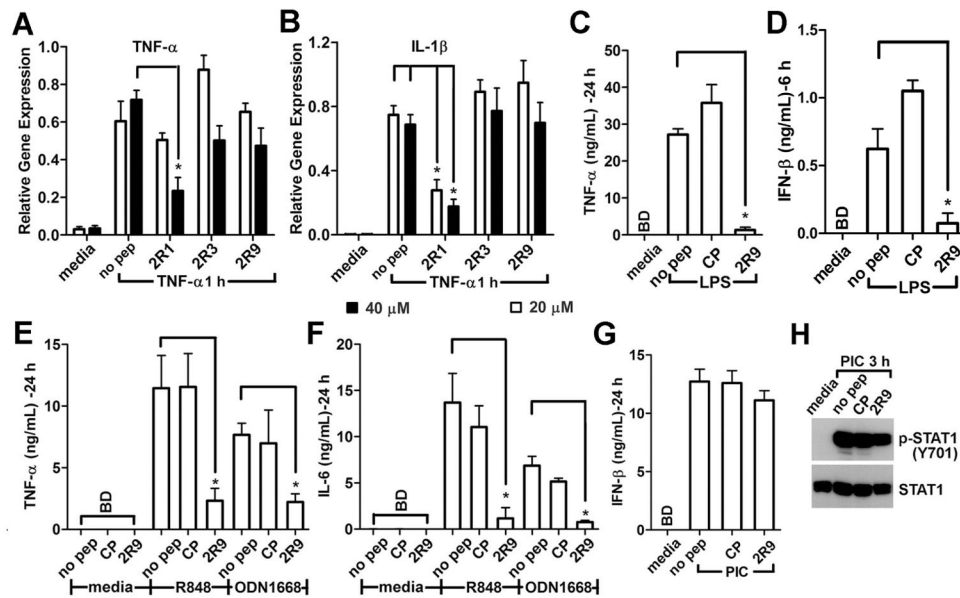 A
TNF-α
Relative Gene Expression
1.0
0.8
0.6
0.4
0.2
0.0
*
media
no pep
2R1
2R3
2R9
TNF-α1 h
B
IL-1β
Relative Gene Expression
1.2
0.8
0.4
0.0
*
*
media
no pep
2R1
2R3
2R9
TNF-α1 h
C
TNF-α (ng/mL) -24 h
60
50
40
30
20
10
0
BD
*
media
no pep
CP
2R9
LPS
D
IFN-β (ng/mL)-6 h
1.5
1.0
0.5
0.0
BD
*
media
no pep
CP
2R9
LPS
40 μM
20 μM
E
TNF-α (ng/mL) -24 h
18
15
12
9
6
3
0
BD
*
*
no pep
CP
2R9
no pep
CP
2R9
no pep
CP
2R9
media
R848
ODN1668
F
IL-6 (ng/mL)-24 h
20
15
10
5
0
BD
*
*
no pep
CP
2R9
no pep
CP
2R9
no pep
CP
2R9
media
R848
ODN1668
G
IFN-β (ng/mL)-24 h
20
15
10
5
0
BD
media
no pep
CP
2R9
PIC
H
PIC 3 h
media
no pep
CP
2R9
p-STAT1
(Y701)
STAT1